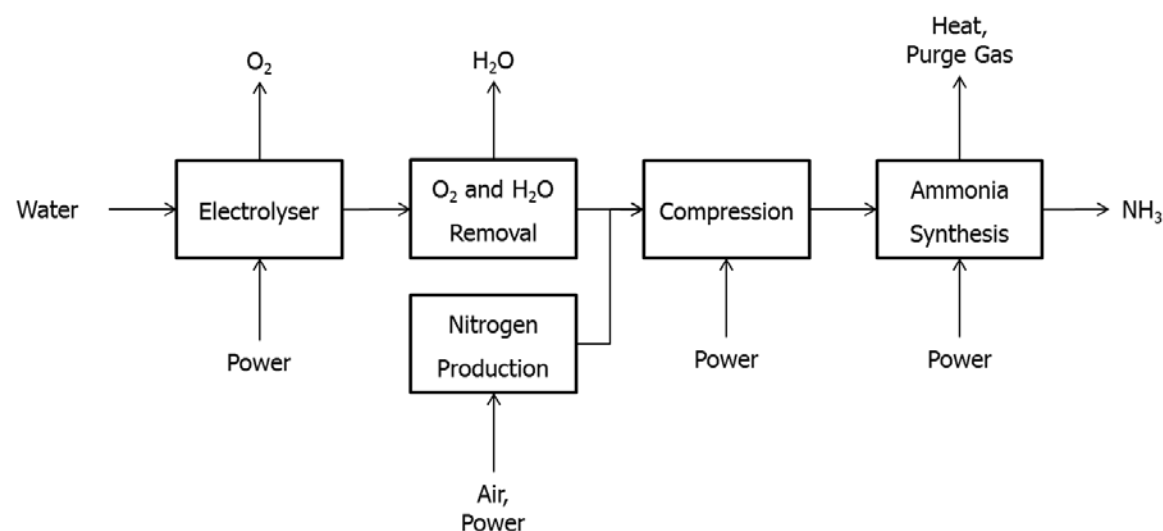 O₂
H₂O
Heat,
Purge Gas
Water
Electrolyser
O₂ and H₂O
Removal
Compression
Ammonia
Synthesis
NH₃
Power
Nitrogen
Production
Power
Power
Air,
Power